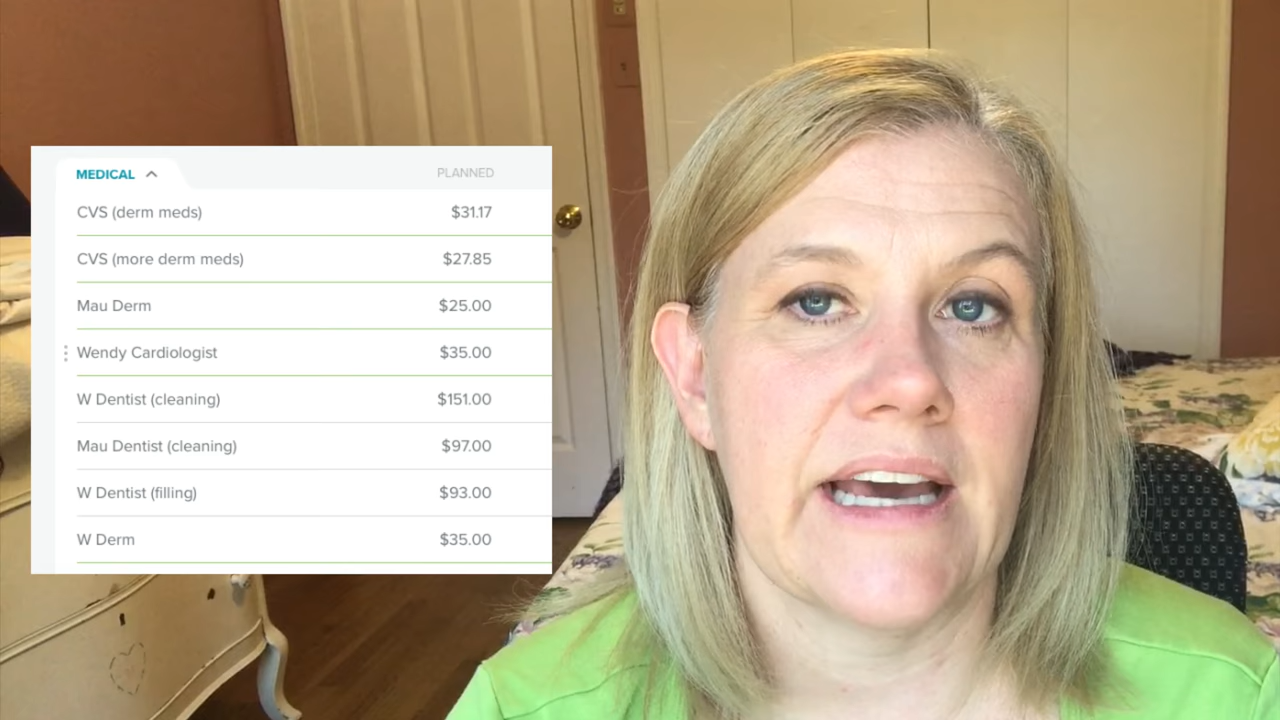 MEDICAL PLANNED
CVS (derm meds) $31.17
CVS (more derm meds) $27.85
Mau Derm $25.00
Wendy Cardiologist $35.00
W Dentist (cleaning) $151.00
Mau Dentist (cleaning) $97.00
W Dentist (filling) $93.00
W Derm $35.00